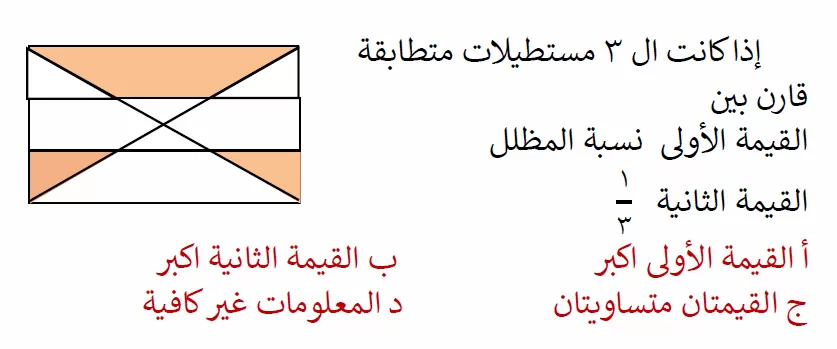 إذا كانت ال ٣ مستطيلات متطابقة
قارن بين
القيمة الأولى نسبة المظلل
القيمة الثانية ١/٣
أ القيمة الأولى اكبر ب القيمة الثانية اكبر
ج القيمتان متساويتان د المعلومات غير كافية